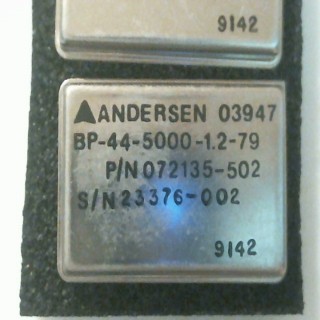 9142
ANDERSEN 03947
BP-44-5000-1.2-79
P/N 072135-502
S/N 23376-002
9142